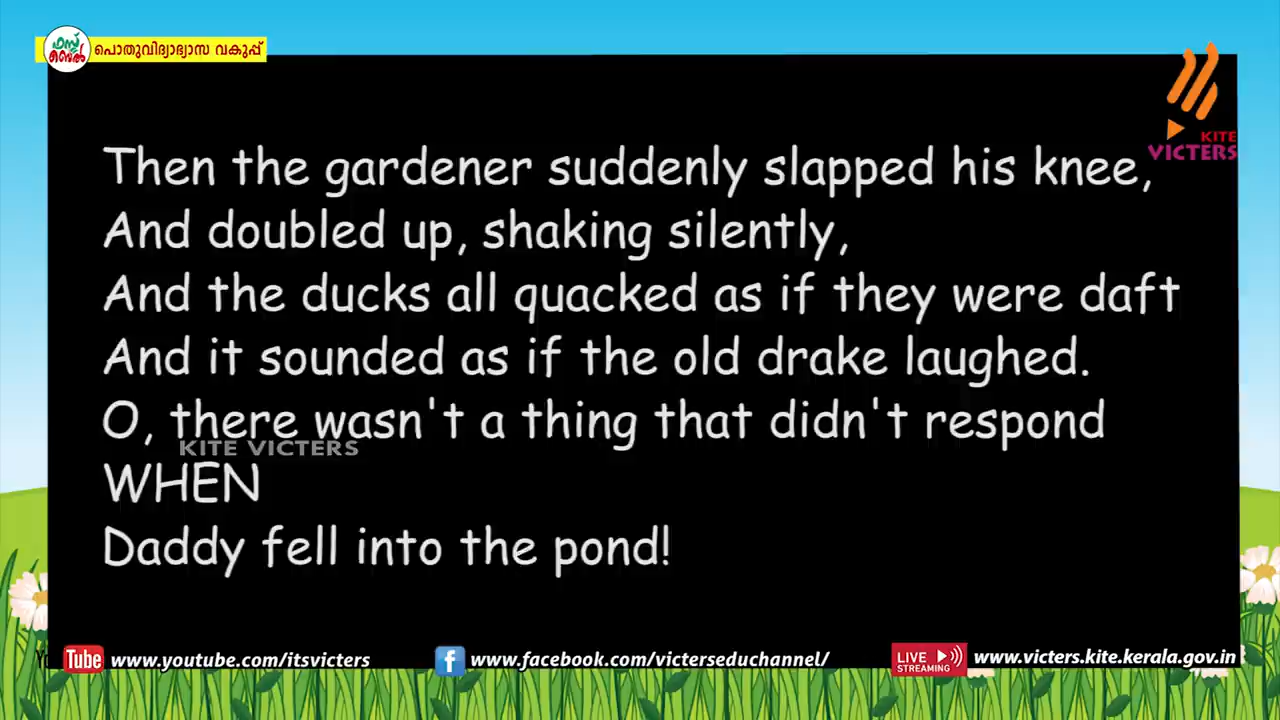 ഫസ്റ്റ് ബെൽ
പൊതുവിദ്യാഭ്യാസ വകുപ്പ്
KITE
VICTERS
Then the gardener suddenly slapped his knee,
And doubled up, shaking silently,
And the ducks all quacked as if they were daft
And it sounded as if the old drake laughed.
O, there wasn't a thing that didn't respond
KITE VICTERS
WHEN
Daddy fell into the pond!
You Tube www.youtube.com/itsvicters
f www.facebook.com/victerseduchannel/
LIVE STREAMING www.victers.kite.kerala.gov.in